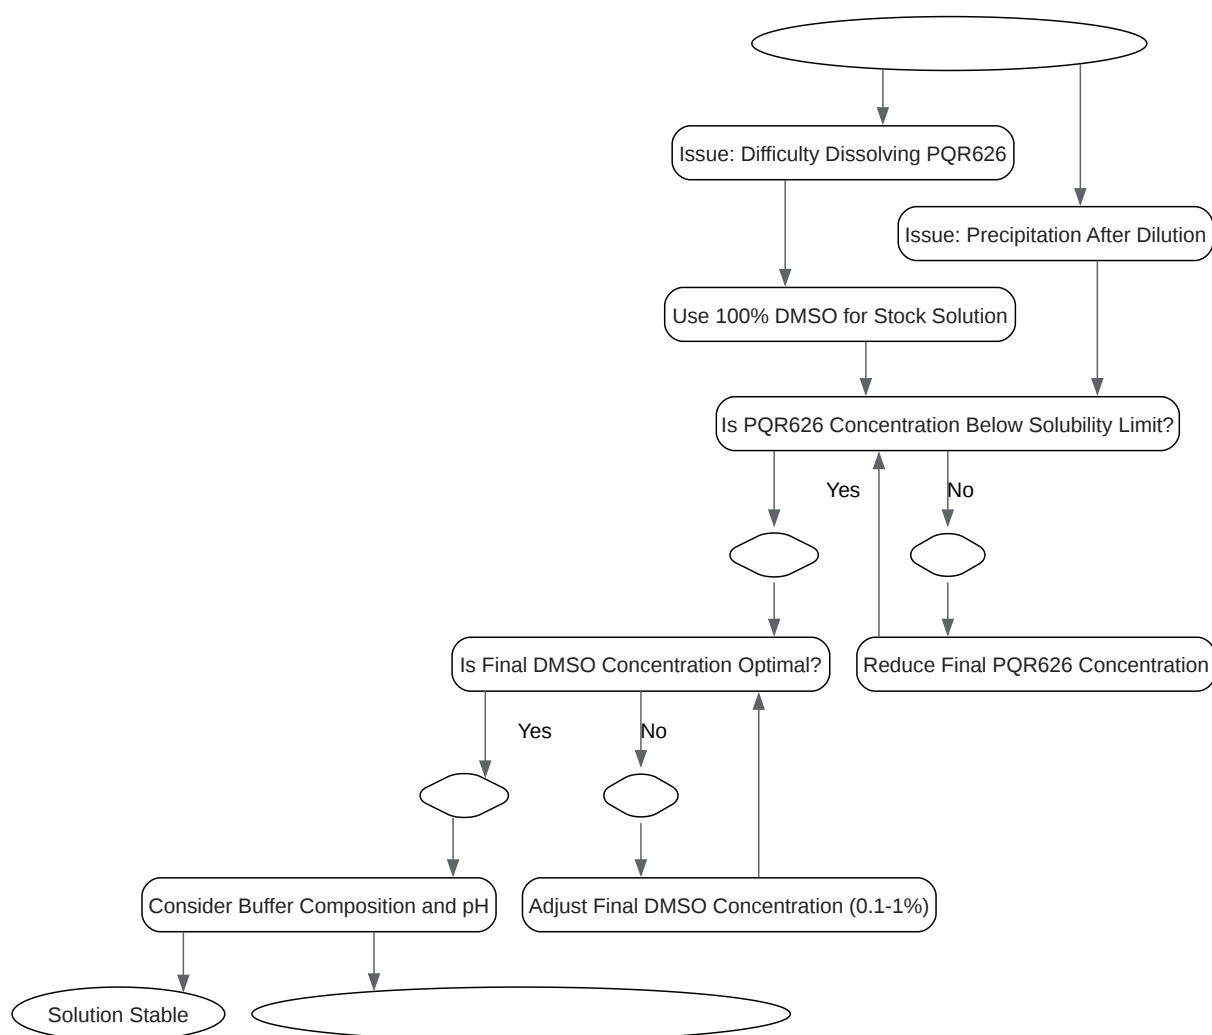 Issue: Difficulty Dissolving PQR626
Issue: Precipitation After Dilution
Use 100% DMSO for Stock Solution
Is PQR626 Concentration Below Solubility Limit?
Yes
No
Is Final DMSO Concentration Optimal?
Reduce Final PQR626 Concentration
Yes
No
Consider Buffer Composition and pH
Adjust Final DMSO Concentration (0.1-1%)
Solution Stable